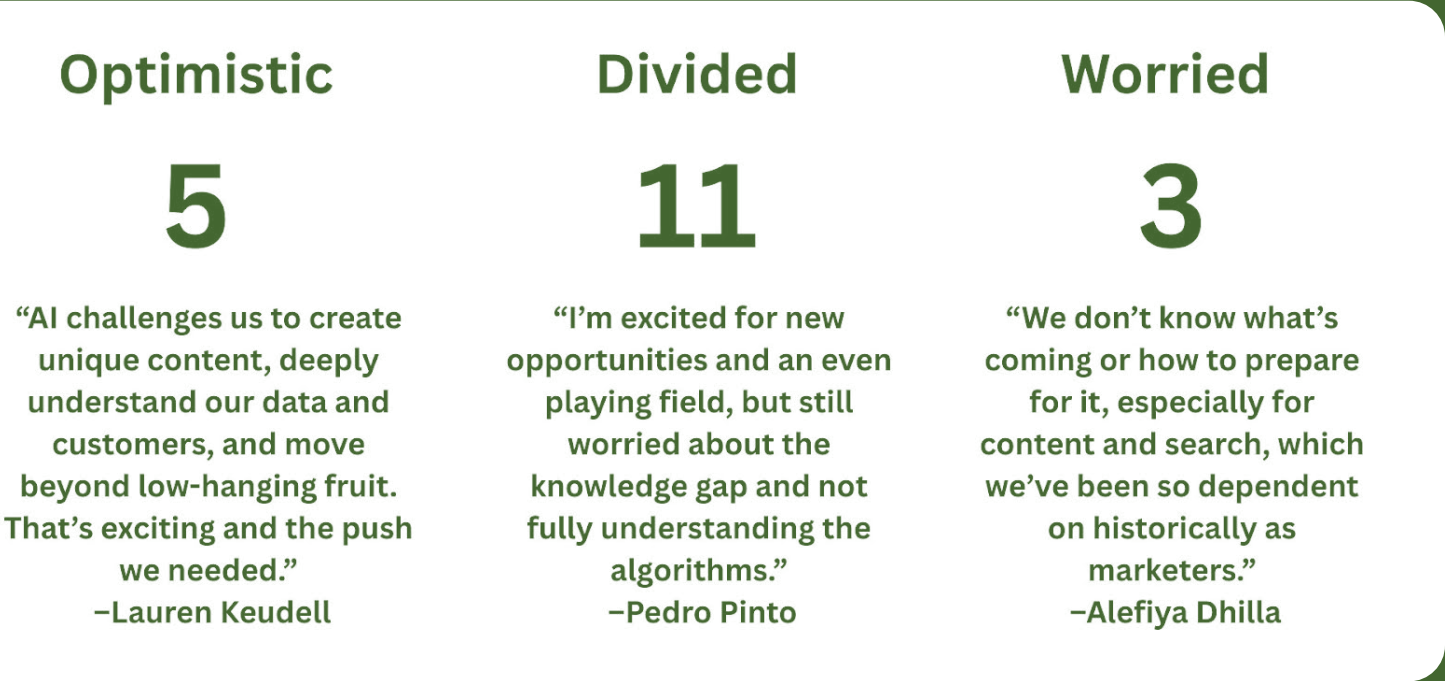 Optimistic
5
“AI challenges us to create
unique content, deeply
understand our data and
customers, and move
beyond low-hanging fruit.
That’s exciting and the push
we needed.”
–Lauren Keudell
Divided
11
“I’m excited for new
opportunities and an even
playing field, but still
worried about the
knowledge gap and not
fully understanding the
algorithms.”
–Pedro Pinto
Worried
3
“We don’t know what’s
coming or how to prepare
for it, especially for
content and search, which
we’ve been so dependent
on historically as
marketers.”
–Alefiya Dhilla